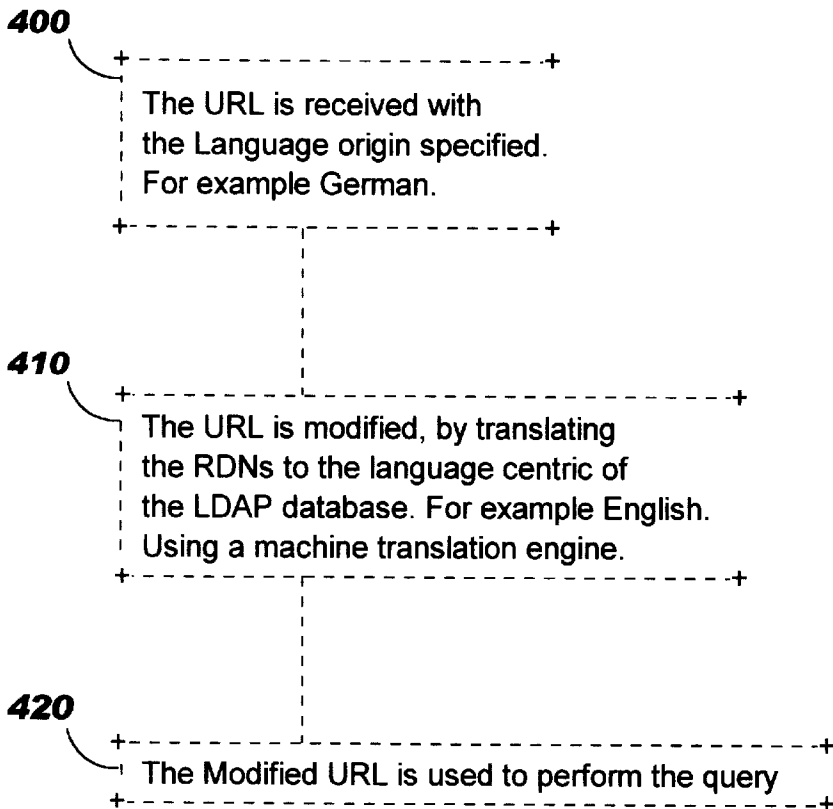 400
The URL is received with
the Language origin specified.
For example German.
410
The URL is modified, by translating
the RDNs to the language centric of
the LDAP database. For example English.
Using a machine translation engine.
420
The Modified URL is used to perform the query